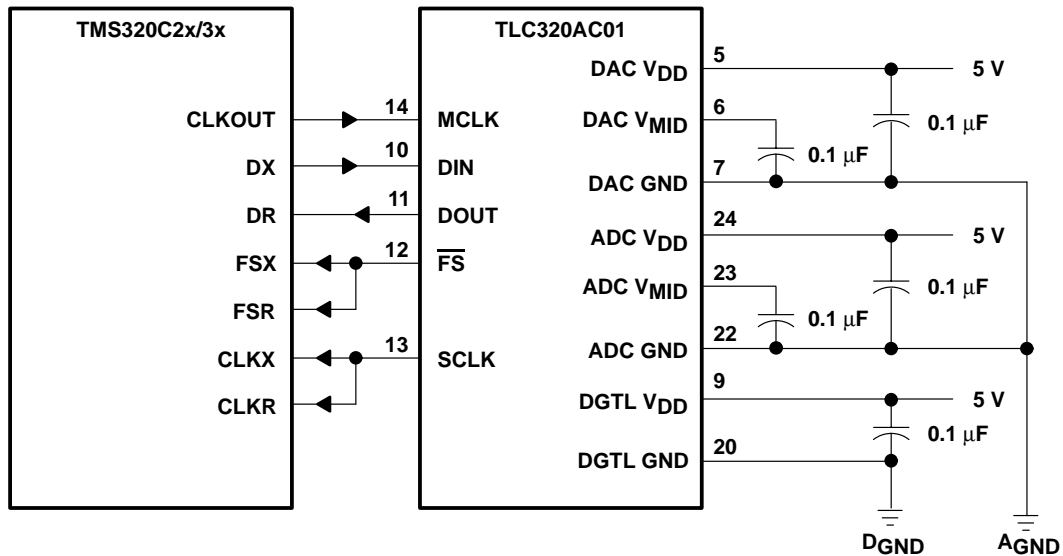 TMS320C2x/3x
CLKOUT
DX
DR
FSX
FSR
CLKX
CLKR
14
10
11
12
13
TLC320AC01
MCLK
DIN
DOUT
FS
SCLK
DAC VDD
DAC VMID
DAC GND
ADC VDD
ADC VMID
ADC GND
DGTL VDD
DGTL GND
5
6
7
24
23
22
9
20
5 V
0.1 μF
0.1 μF
5 V
0.1 μF
0.1 μF
5 V
0.1 μF
DGND
AGND